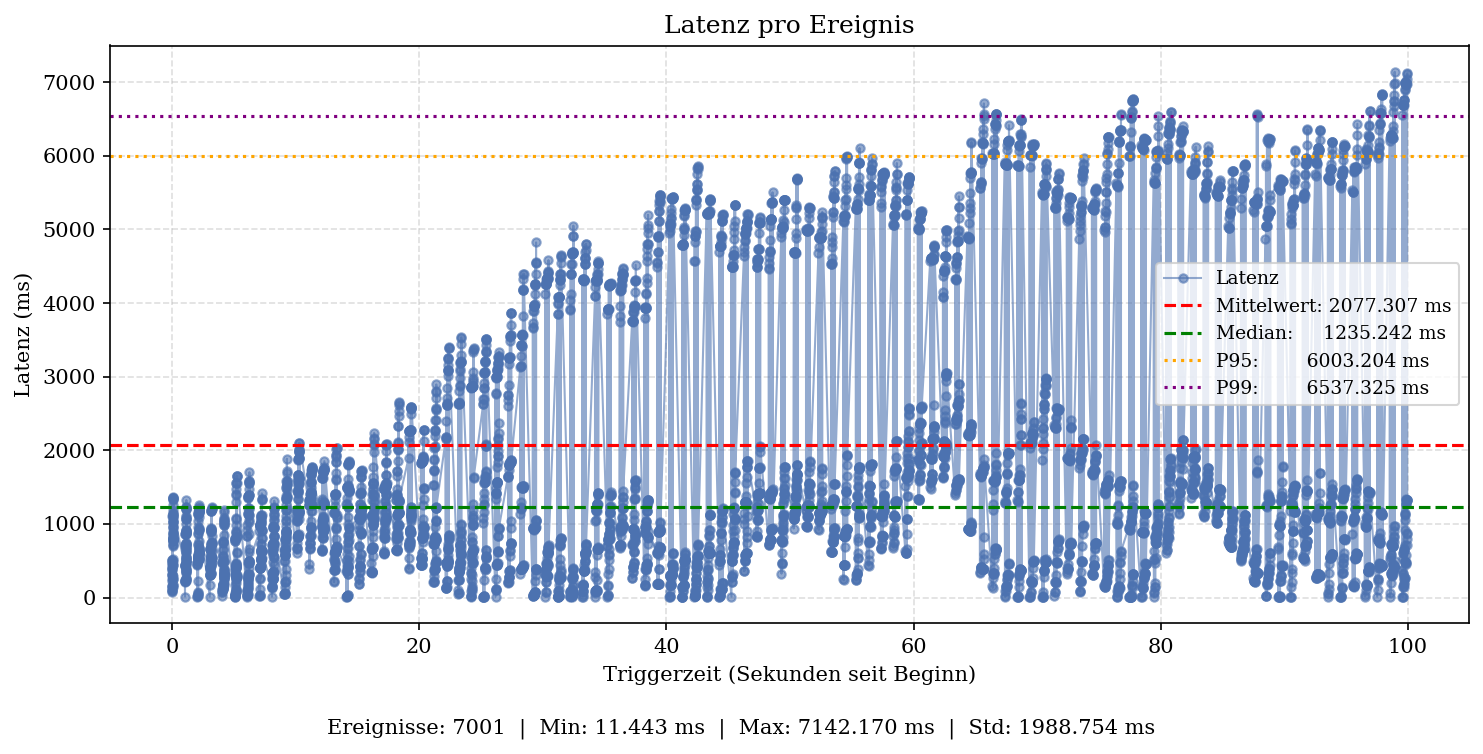 Latenz pro Ereignis
Latenz (ms)
7000
6000
5000
4000
3000
2000
1000
0
Latenz
Mittelwert: 2077.307 ms
Median: 1235.242 ms
P95: 6003.204 ms
P99: 6537.325 ms
0 20 40 60 80 100
Triggerzeit (Sekunden seit Beginn)
Ereignisse: 7001 | Min: 11.443 ms | Max: 7142.170 ms | Std: 1988.754 ms